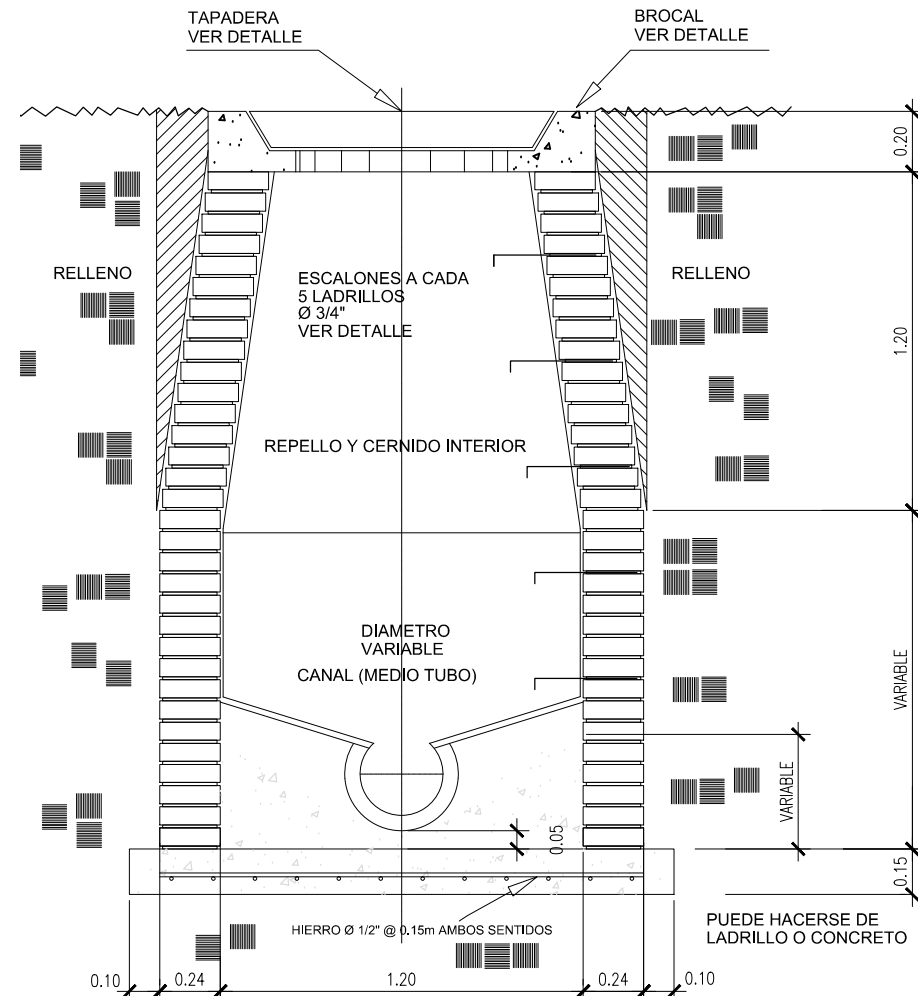 TAPADERA
VER DETALLE
BROCAL
VER DETALLE
0.20
RELLENO
ESCALONES A CADA
5 LADRILLOS
Ø 3/4"
VER DETALLE
RELLENO
1.20
REPELLO Y CERNIDO INTERIOR
DIAMETRO
VARIABLE
CANAL (MEDIO TUBO)
VARIABLE
VARIABLE
0.05
0.15
HIERRO Ø 1/2" @ 0.15m AMBOS SENTIDOS
PUEDE HACERSE DE
LADRILLO O CONCRETO
0.10
0.24
1.20
0.24
0.10